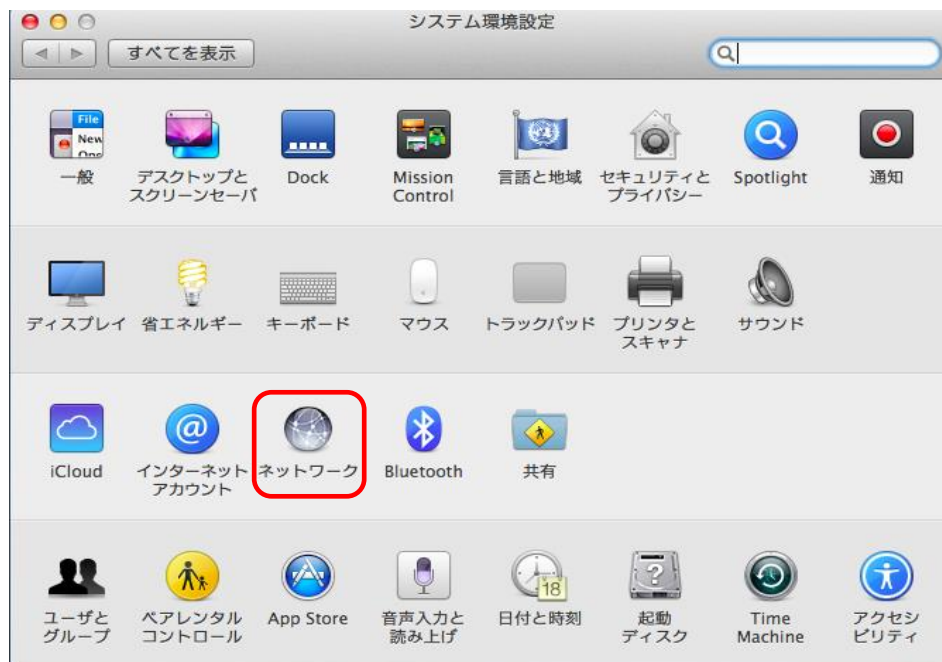 システム環境設定
すべてを表示
File
New
一般
デスクトップと
スクリーンセーバ
Dock
Mission
Control
言語と地域
セキュリティと
プライバシー
Spotlight
通知
ディスプレイ
省エネルギー
キーボード
マウス
トラックパッド
プリンタと
スキャナ
サウンド
iCloud
@
インターネット
アカウント
ネットワーク
Bluetooth
共有
ユーザと
グループ
ペアレンタル
コントロール
App Store
音声入力と
読み上げ
18
日付と時刻
?
起動
ディスク
Time
Machine
アクセシ
ビリティ